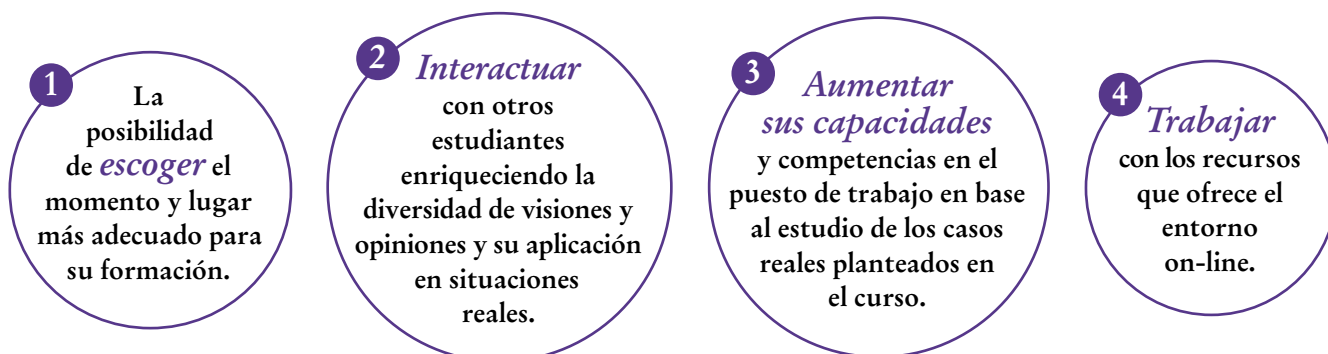 1
La
posibilidad
de escoger el
momento y lugar
más adecuado para
su formación.
2
Interactuar
con otros
estudiantes
enriqueciendo la
diversidad de visiones y
opiniones y su aplicación
en situaciones
reales.
3
Aumentar
sus capacidades
y competencias en el
puesto de trabajo en base
al estudio de los casos
reales planteados en
el curso.
4
Trabajar
con los recursos
que ofrece el
entorno
on-line.